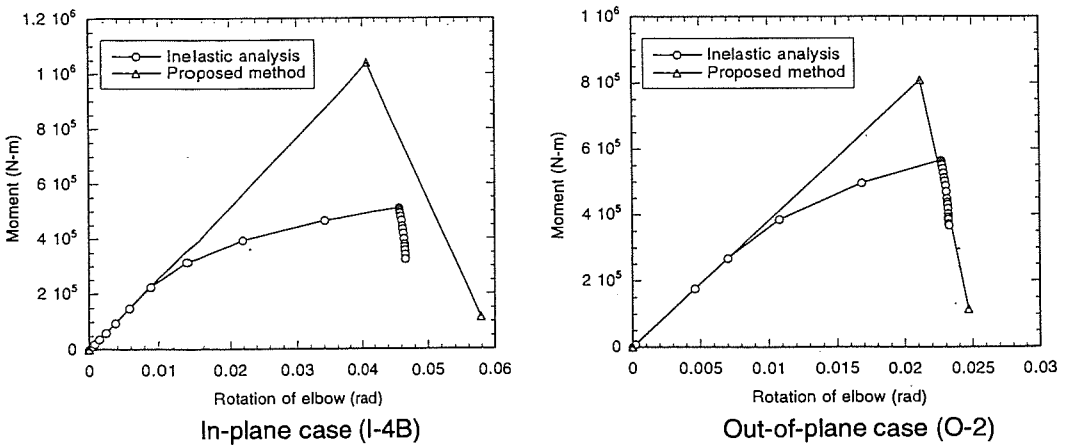 1.2 10⁶
1 10⁶
8 10⁵
6 10⁵
4 10⁵
2 10⁵
0
Moment (N-m)
Inelastic analysis
Proposed method
0 0.01 0.02 0.03 0.04 0.05 0.06
Rotation of elbow (rad)
In-plane case (I-4B)
1 10⁶
8 10⁵
6 10⁵
4 10⁵
2 10⁵
0
Moment (N-m)
Inelastic analysis
Proposed method
0 0.005 0.01 0.015 0.02 0.025 0.03
Rotation of elbow (rad)
Out-of-plane case (O-2)